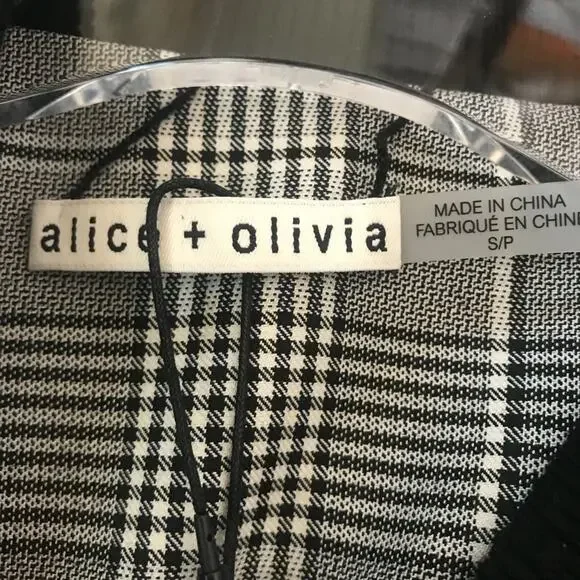 alice + olivia
MADE IN CHINA
FABRIQUÉ EN CHINE
S/P